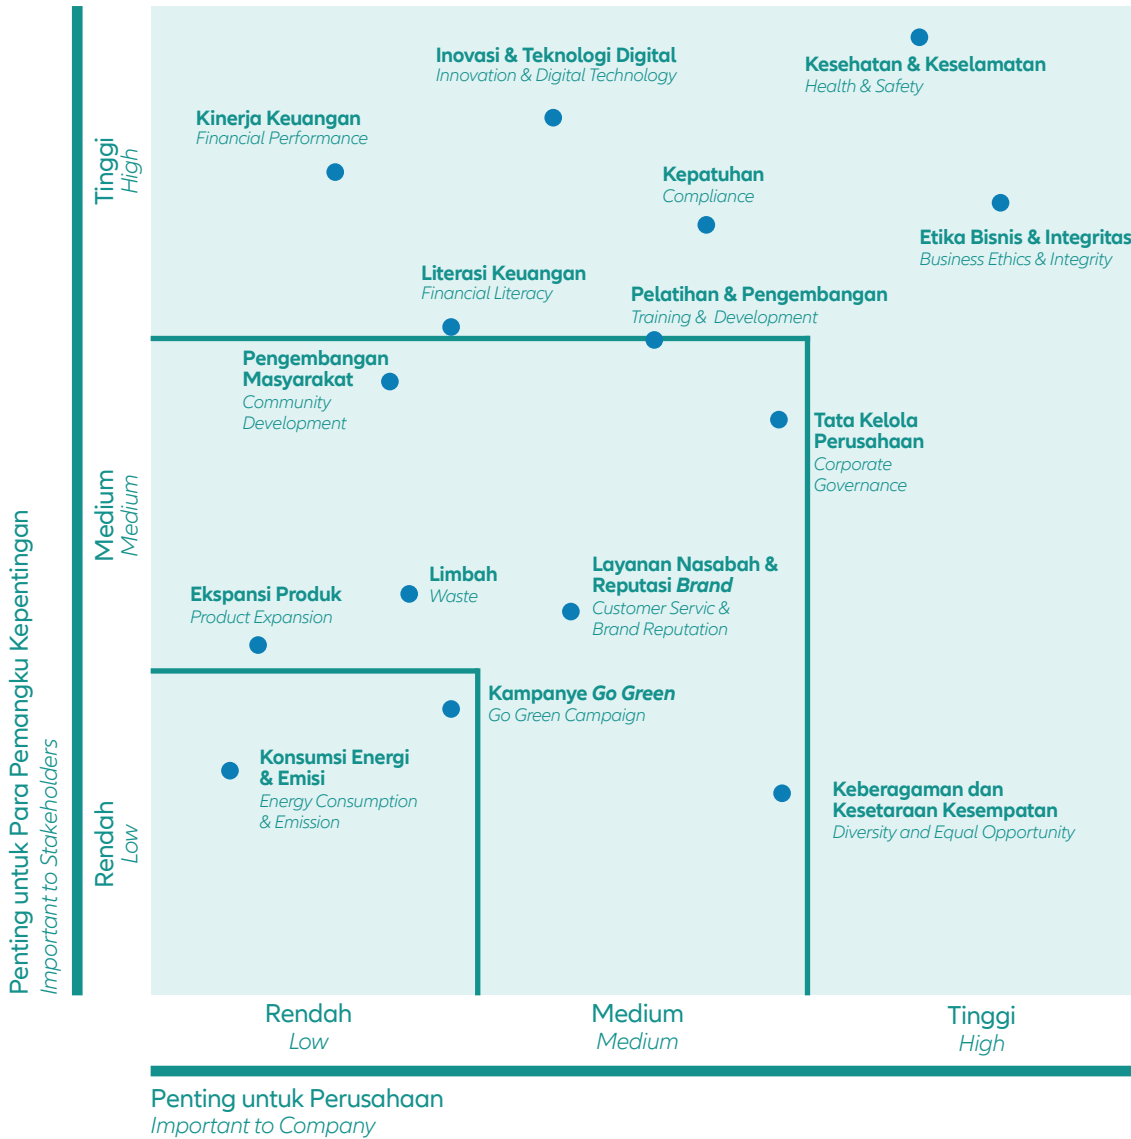 Inovasi & Teknologi Digital
Innovation & Digital Technology
Kesehatan & Keselamatan
Health & Safety
Kinerja Keuangan
Financial Performance
Kepatuhan
Compliance
Etika Bisnis & Integritas
Business Ethics & Integrity
Literasi Keuangan
Financial Literacy
Pelatihan & Pengembangan
Training & Development
Pengembangan
Masyarakat
Community
Development
Tata Kelola
Perusahaan
Corporate
Governance
Layanan Nasabah &
Reputasi Brand
Customer Servic &
Brand Reputation
Limbah
Waste
Ekspansi Produk
Product Expansion
Kampanye Go Green
Go Green Campaign
Konsumsi Energi
& Emisi
Energy Consumption
& Emission
Keberagaman dan
Kesetaraan Kesempatan
Diversity and Equal Opportunity
Tinggi
High
Medium
Medium
Rendah
Low
Penting untuk Para Pemangku Kepentingan
Important to Stakeholders
Rendah
Low
Medium
Medium
Tinggi
High
Penting untuk Perusahaan
Important to Company